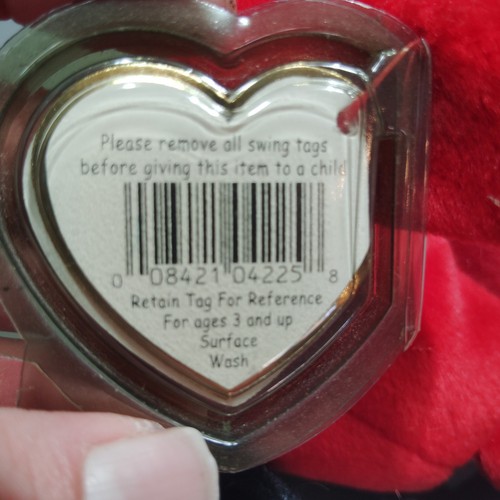 Please remove all swing tags
before giving this item to a child
0 08421 04225 8
Retain Tag For Reference
For ages 3 and up
Surface
Wash